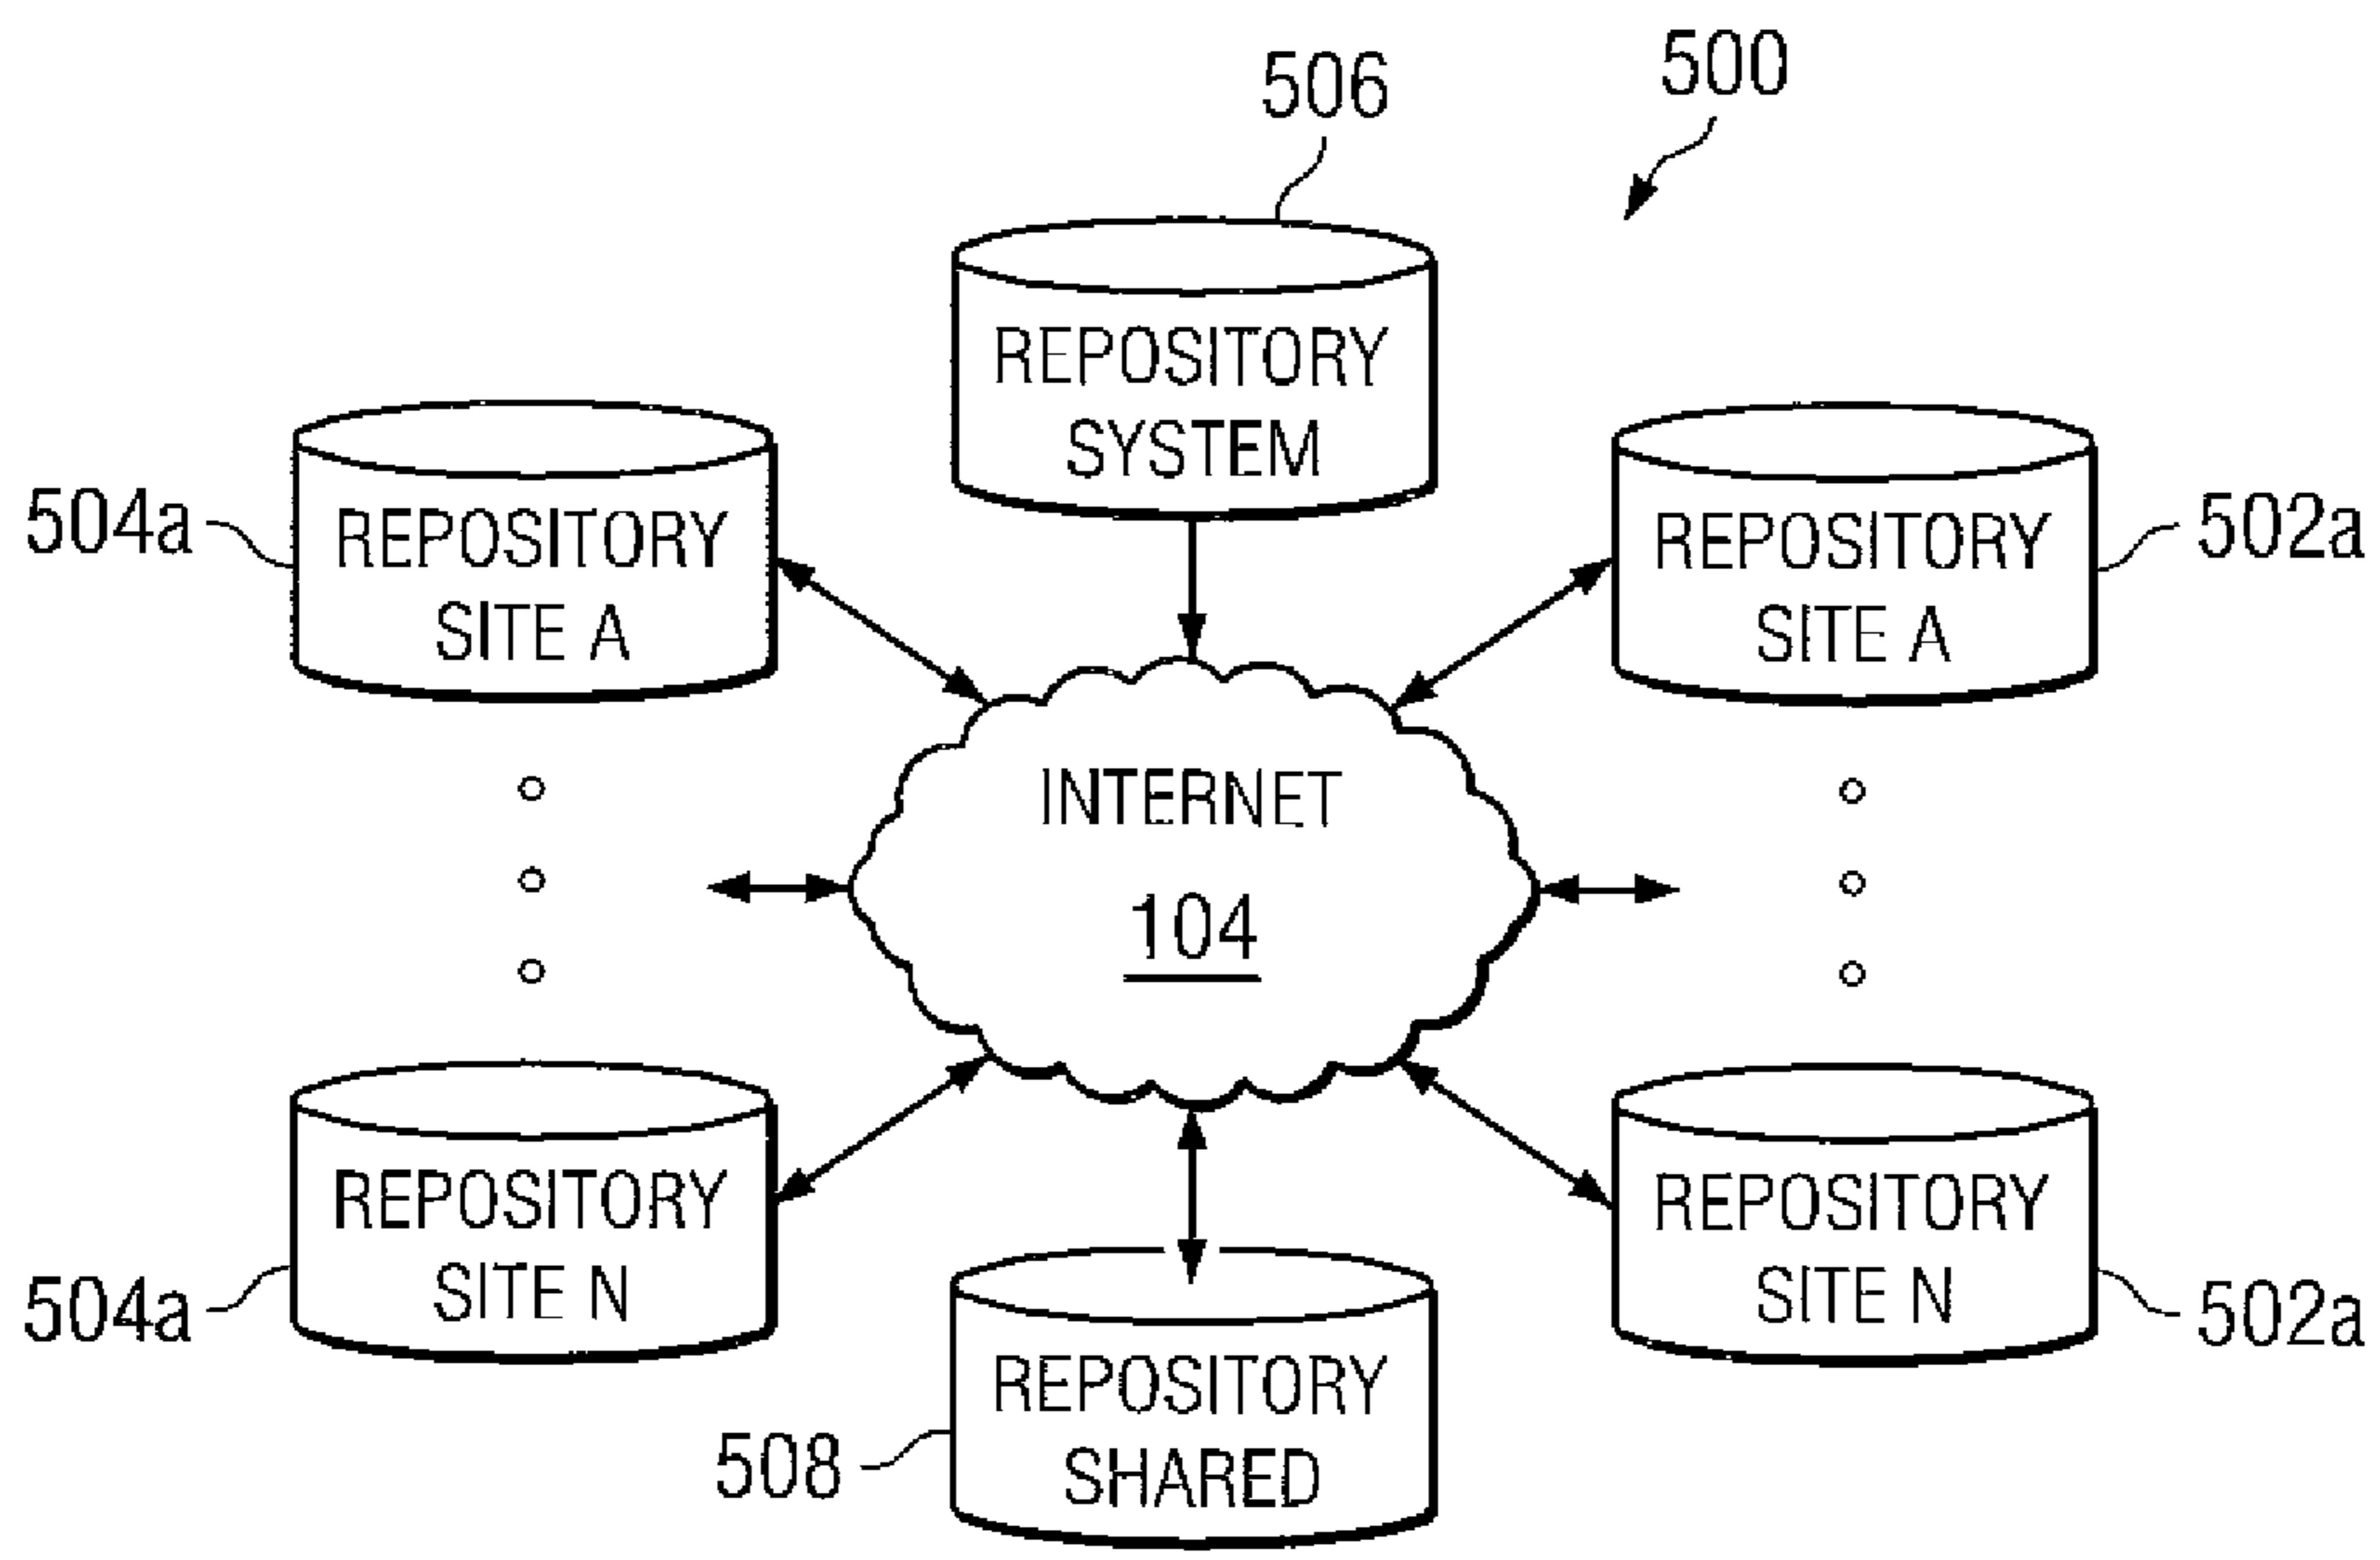 500
506
REPOSITORY
SYSTEM
504a
REPOSITORY
SITE A
REPOSITORY
SITE A
502a
INTERNET
104
504a
REPOSITORY
SITE N
REPOSITORY
SITE N
502a
508
REPOSITORY
SHARED